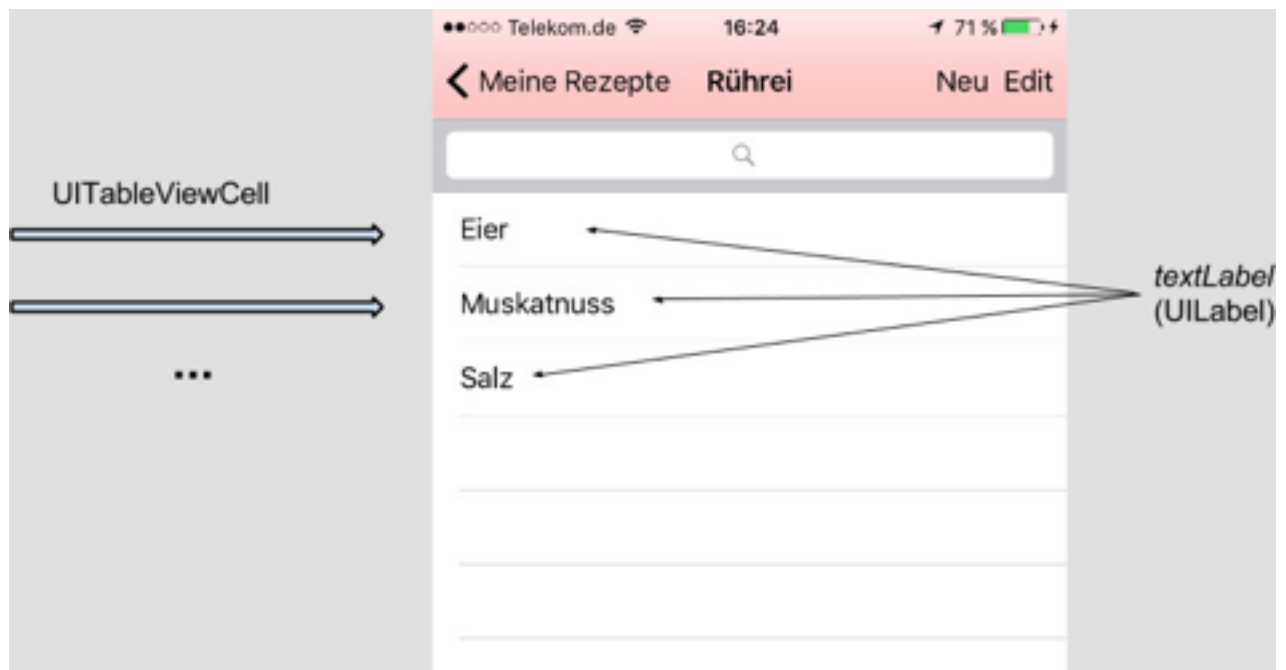 Telekom.de 16:24 71 %
Meine Rezepte Rührei Neu Edit
UITableViewCell
Eier
Muskatnuss
Salz
...
textLabel
(UILabel)